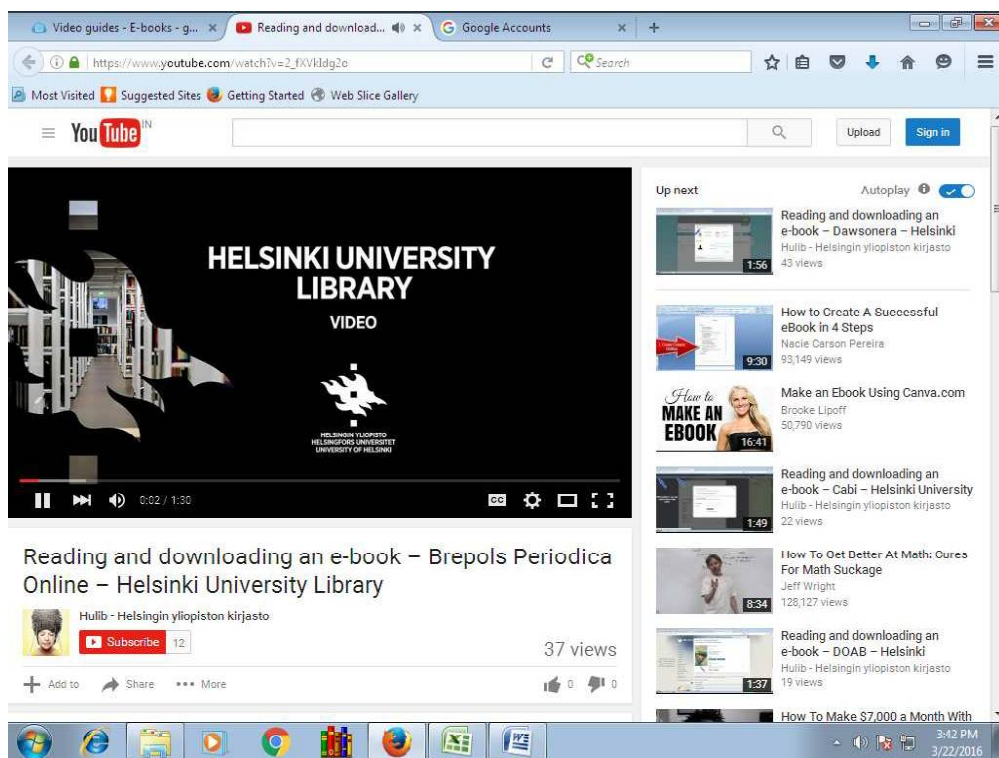 Video guides - E-books - g...
Reading and download...
Google Accounts
https://www.youtube.com/watch?v=2_fXVkIdg2o
Search
Most Visited
Suggested Sites
Getting Started
Web Slice Gallery
YouTube IN
Upload
Sign in
HELSINKI UNIVERSITY
LIBRARY
VIDEO
HELSINGIN YLIOPISTO
HELSINGFORS UNIVERSITET
UNIVERSITY OF HELSINKI
0:02 / 1:30
CC
Reading and downloading an e-book – Brepols Periodica
Online – Helsinki University Library
Hulib - Helsingin yliopiston kirjasto
Subscribe 12
37 views
Add to
Share
More
0
0
Up next
Autoplay
Reading and downloading an
e-book – Dawsonera – Helsinki
Hulib - Helsingin yliopiston kirjasto
43 views
1:56
How to Create A Successful
eBook in 4 Steps
Nacie Carson Pereira
93,149 views
9:30
How to
MAKE AN
EBOOK
16:41
Make an Ebook Using Canva.com
Brooke Lipoff
50,790 views
Reading and downloading an
e-book – Cabi – Helsinki University
Hulib - Helsingin yliopiston kirjasto
22 views
1:49
How To Get Better At Math: Cures
For Math Suckage
Jeff Wright
128,127 views
8:34
Reading and downloading an
e-book – DOAB – Helsinki
Hulib - Helsingin yliopiston kirjasto
19 views
1:37
How To Make $7,000 a Month With
3:42 PM
3/22/2016